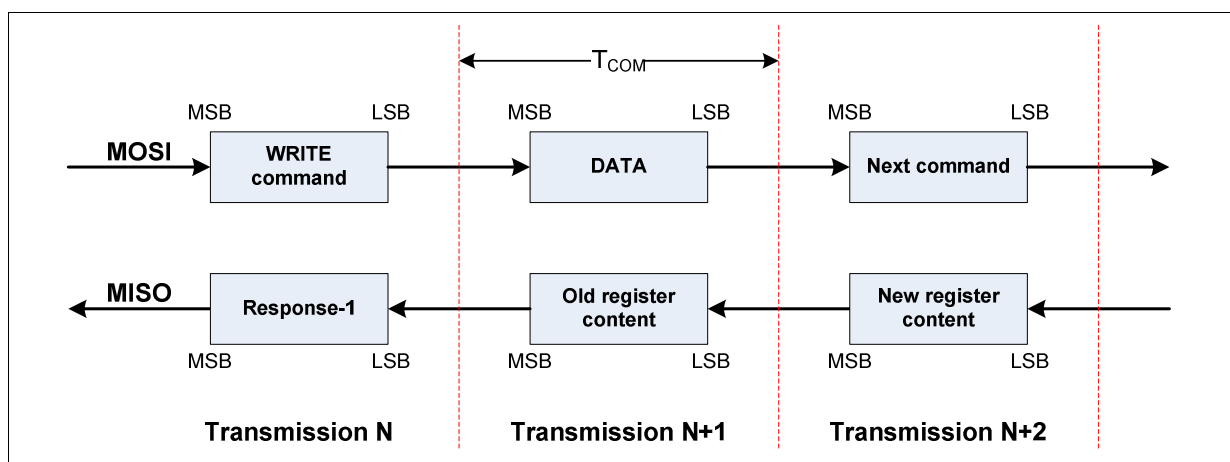 TCOM
MSB LSB MSB LSB MSB LSB
MOSI
WRITE
command
DATA
Next command
MISO
Response-1
Old register
content
New register
content
MSB LSB MSB LSB MSB LSB
Transmission N Transmission N+1 Transmission N+2